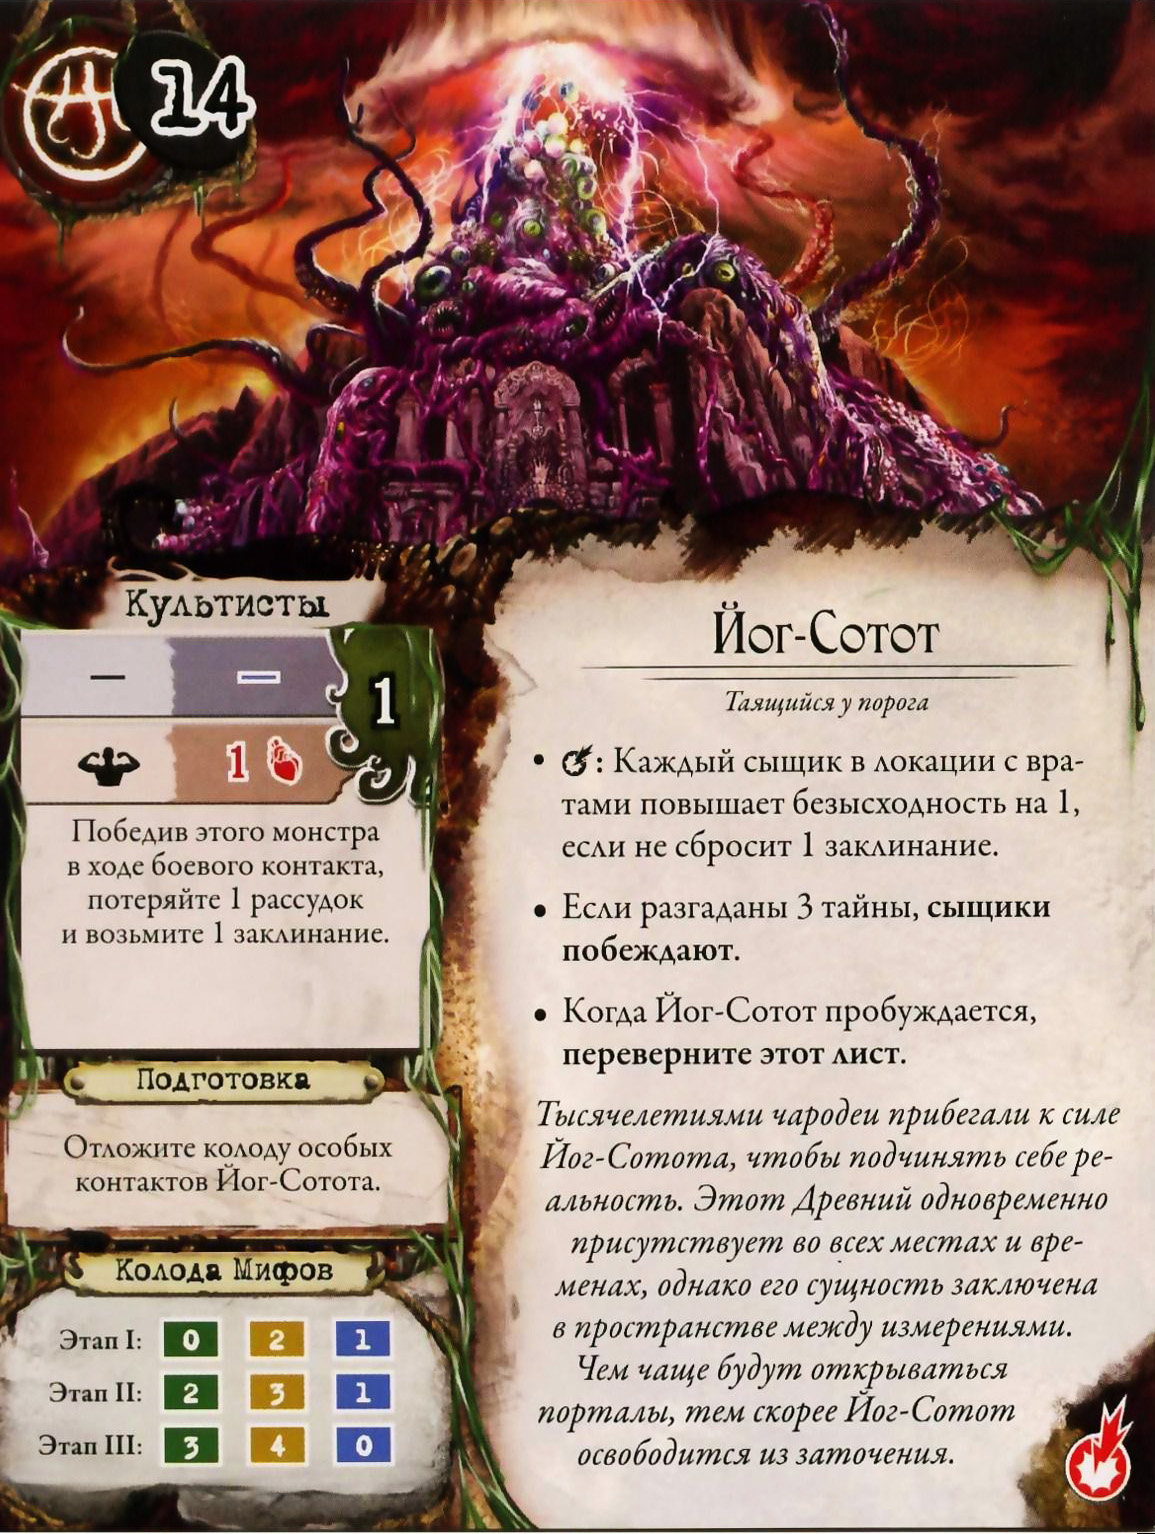 14
Культисты
— —
1
1
Победив этого монстра
в ходе боевого контакта,
потеряйте 1 рассудок
и возьмите 1 заклинание.
Подготовка
Отложите колоду особых
контактов Йог-Сотота.
Колода Мифов
Этап I: 0 2 1
Этап II: 2 3 1
Этап III: 3 4 0
Йог-Сотот
Таящийся у порога
• : Каждый сыщик в локации с вра-
тами повышает безысходность на 1,
если не сбросит 1 заклинание.
• Если разгаданы 3 тайны, сыщики
побеждают.
• Когда Йог-Сотот пробуждается,
переверните этот лист.
Тысячелетиями чародеи прибегали к силе
Йог-Сотота, чтобы подчинять себе ре-
альность. Этот Древний одновременно
присутствует во всех местах и вре-
менах, однако его сущность заключена
в пространстве между измерениями.
Чем чаще будут открываться
порталы, тем скорее Йог-Сотот
освободится из заточения.